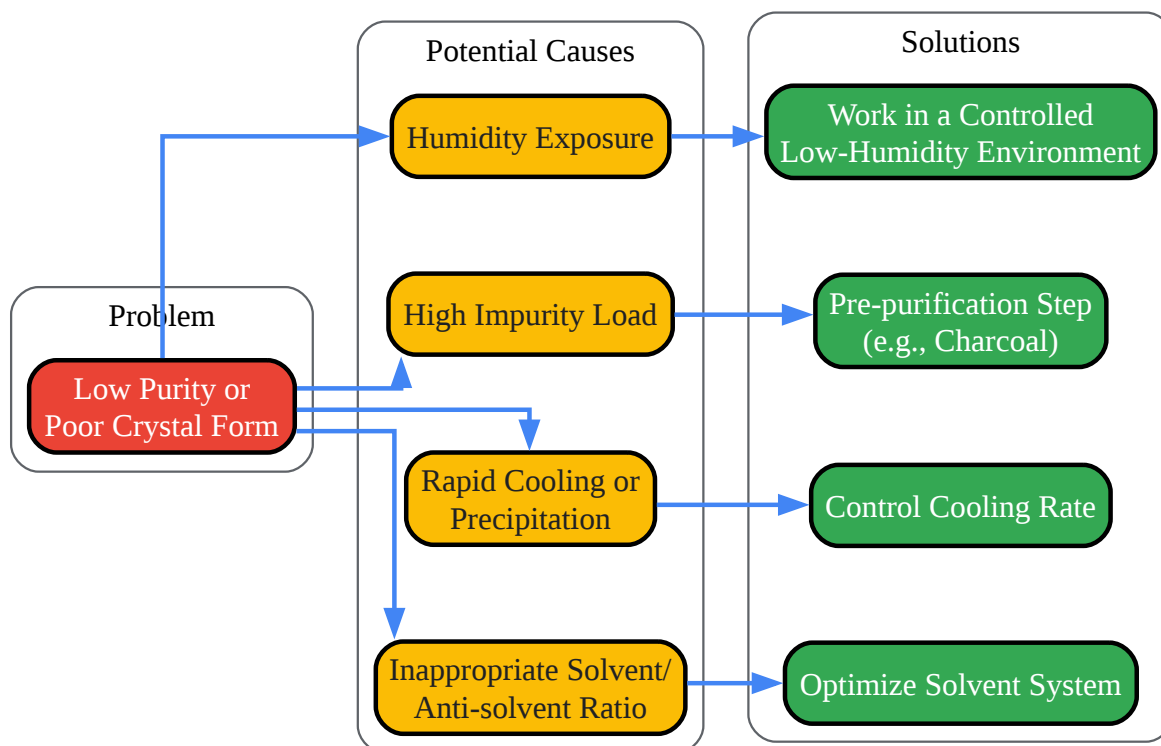 Problem
Low Purity or
Poor Crystal Form
Potential Causes
Humidity Exposure
High Impurity Load
Rapid Cooling or
Precipitation
Inappropriate Solvent/
Anti-solvent Ratio
Solutions
Work in a Controlled
Low-Humidity Environment
Pre-purification Step
(e.g., Charcoal)
Control Cooling Rate
Optimize Solvent System